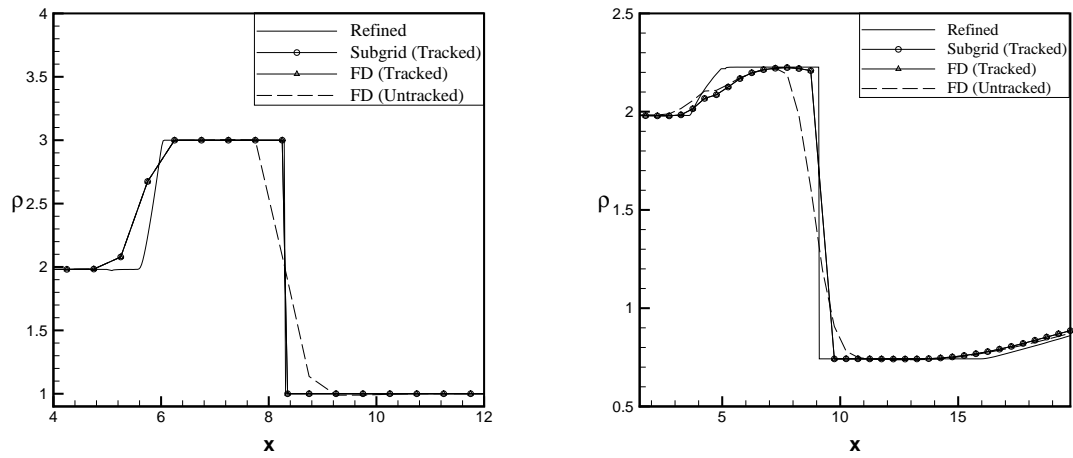 4
3.5
3
2.5
2
1.5
1
ρ
4
6
8
10
12
x
Refined
Subgrid (Tracked)
FD (Tracked)
FD (Untracked)
2.5
2
1.5
1
0.5
ρ
5
10
15
x
Refined
Subgrid (Tracked)
FD (Tracked)
FD (Untracked)